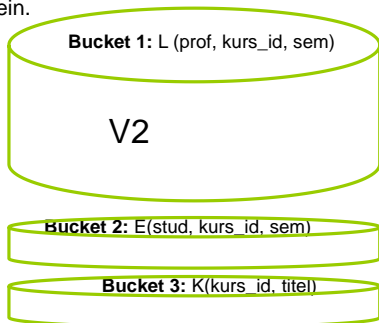 ein.
Bucket 1: L (prof, kurs_id, sem)
V2
Bucket 2: E(stud, kurs_id, sem)
Bucket 3: K(kurs_id, titel)